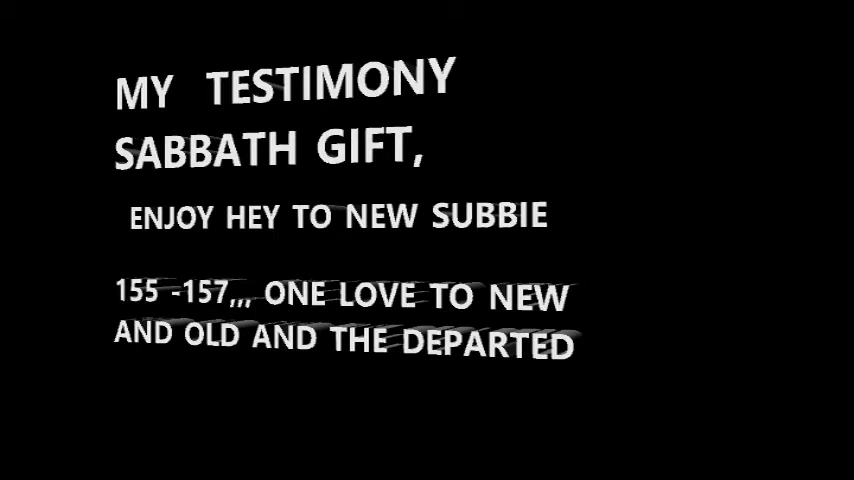 MY TESTIMONY
SABBATH GIFT,
ENJOY HEY TO NEW SUBBIE
155 -157,,, ONE LOVE TO NEW
AND OLD AND THE DEPARTED